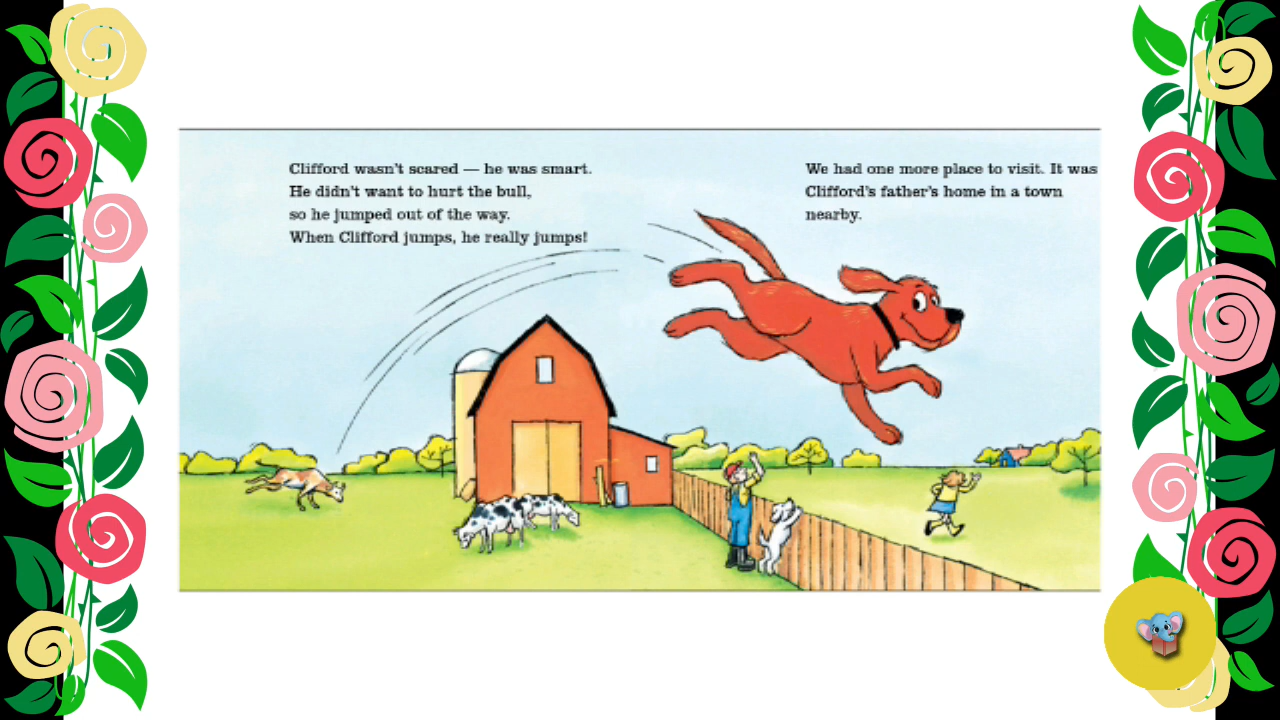 Clifford wasn't scared — he was smart.
He didn't want to hurt the bull,
so he jumped out of the way.
When Clifford jumps, he really jumps!
We had one more place to visit. It was
Clifford's father's home in a town
nearby.